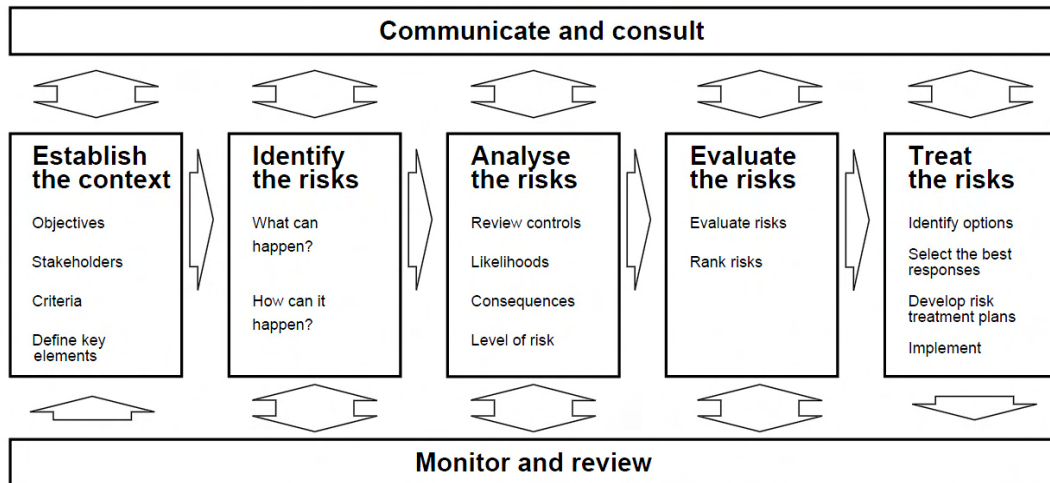 Communicate and consult
Establish
the context
Objectives
Stakeholders
Criteria
Define key
elements
Identify
the risks
What can
happen?
How can it
happen?
Analyse
the risks
Review controls
Likelihoods
Consequences
Level of risk
Evaluate
the risks
Evaluate risks
Rank risks
Treat
the risks
Identify options
Select the best
responses
Develop risk
treatment plans
Implement
Monitor and review